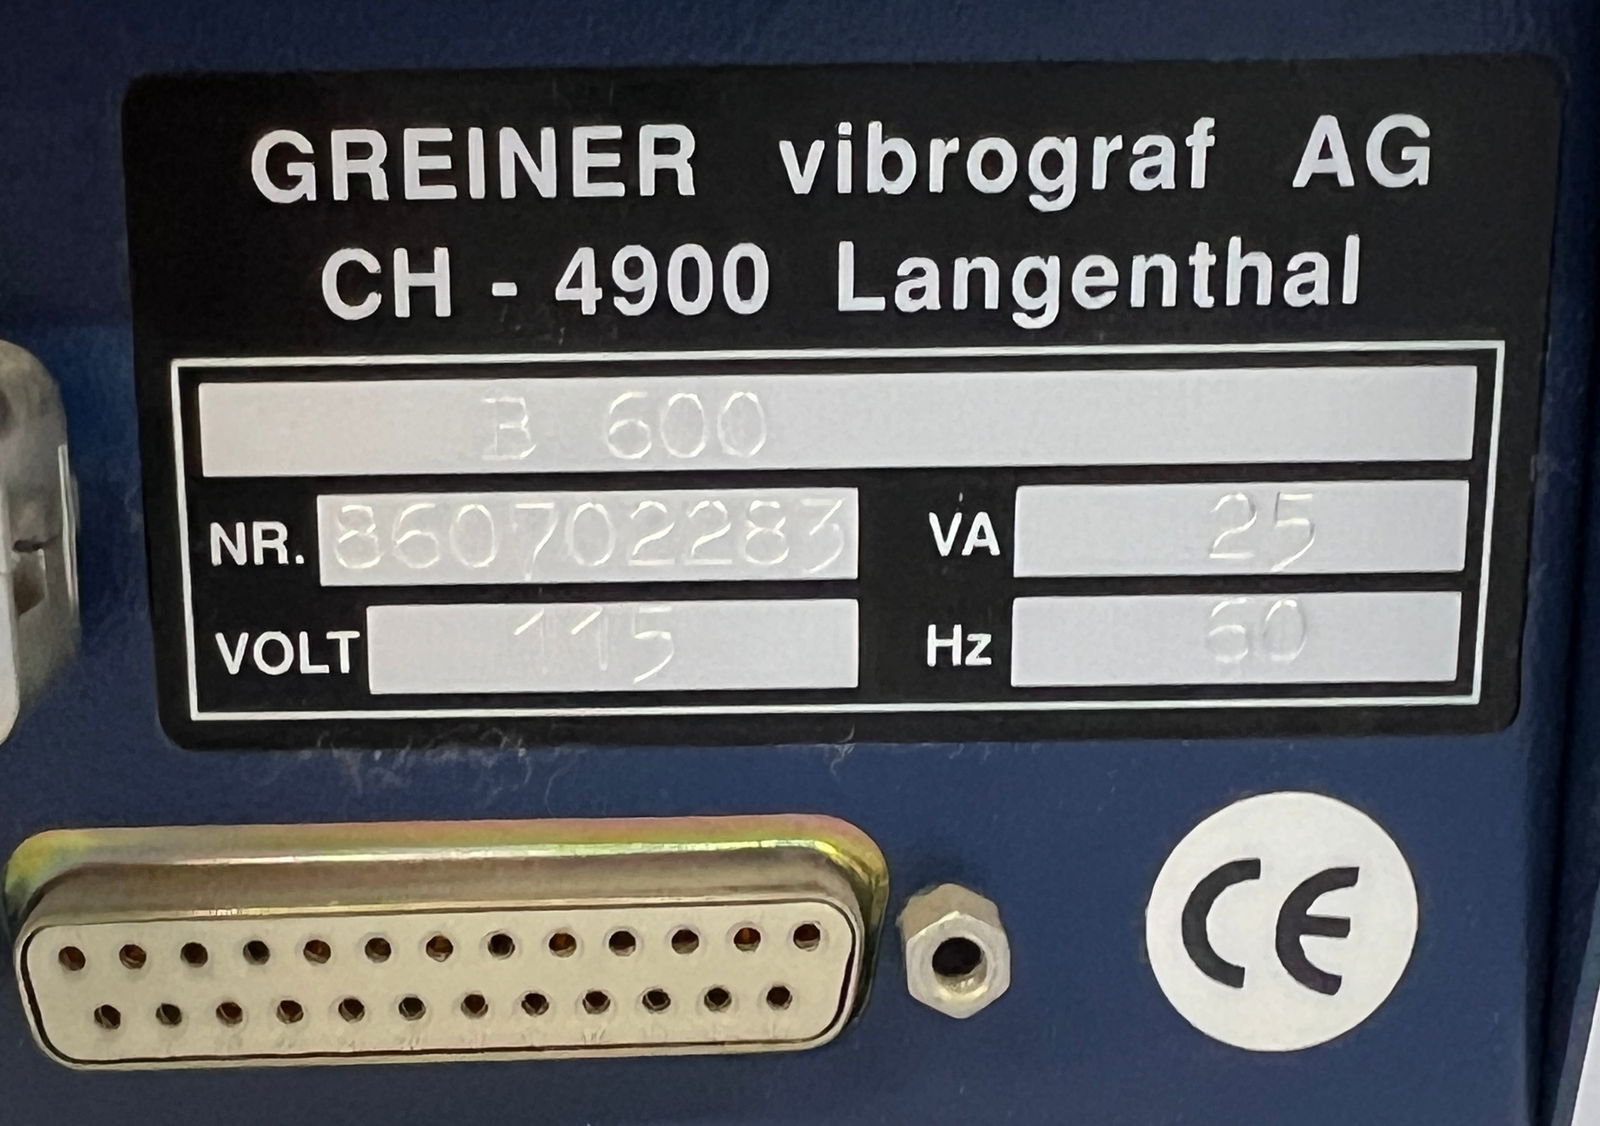 GREINER vibrograf AG
CH - 4900 Langenthal
B 600
NR. 860702283 VA 25
VOLT 115 Hz 60
CE